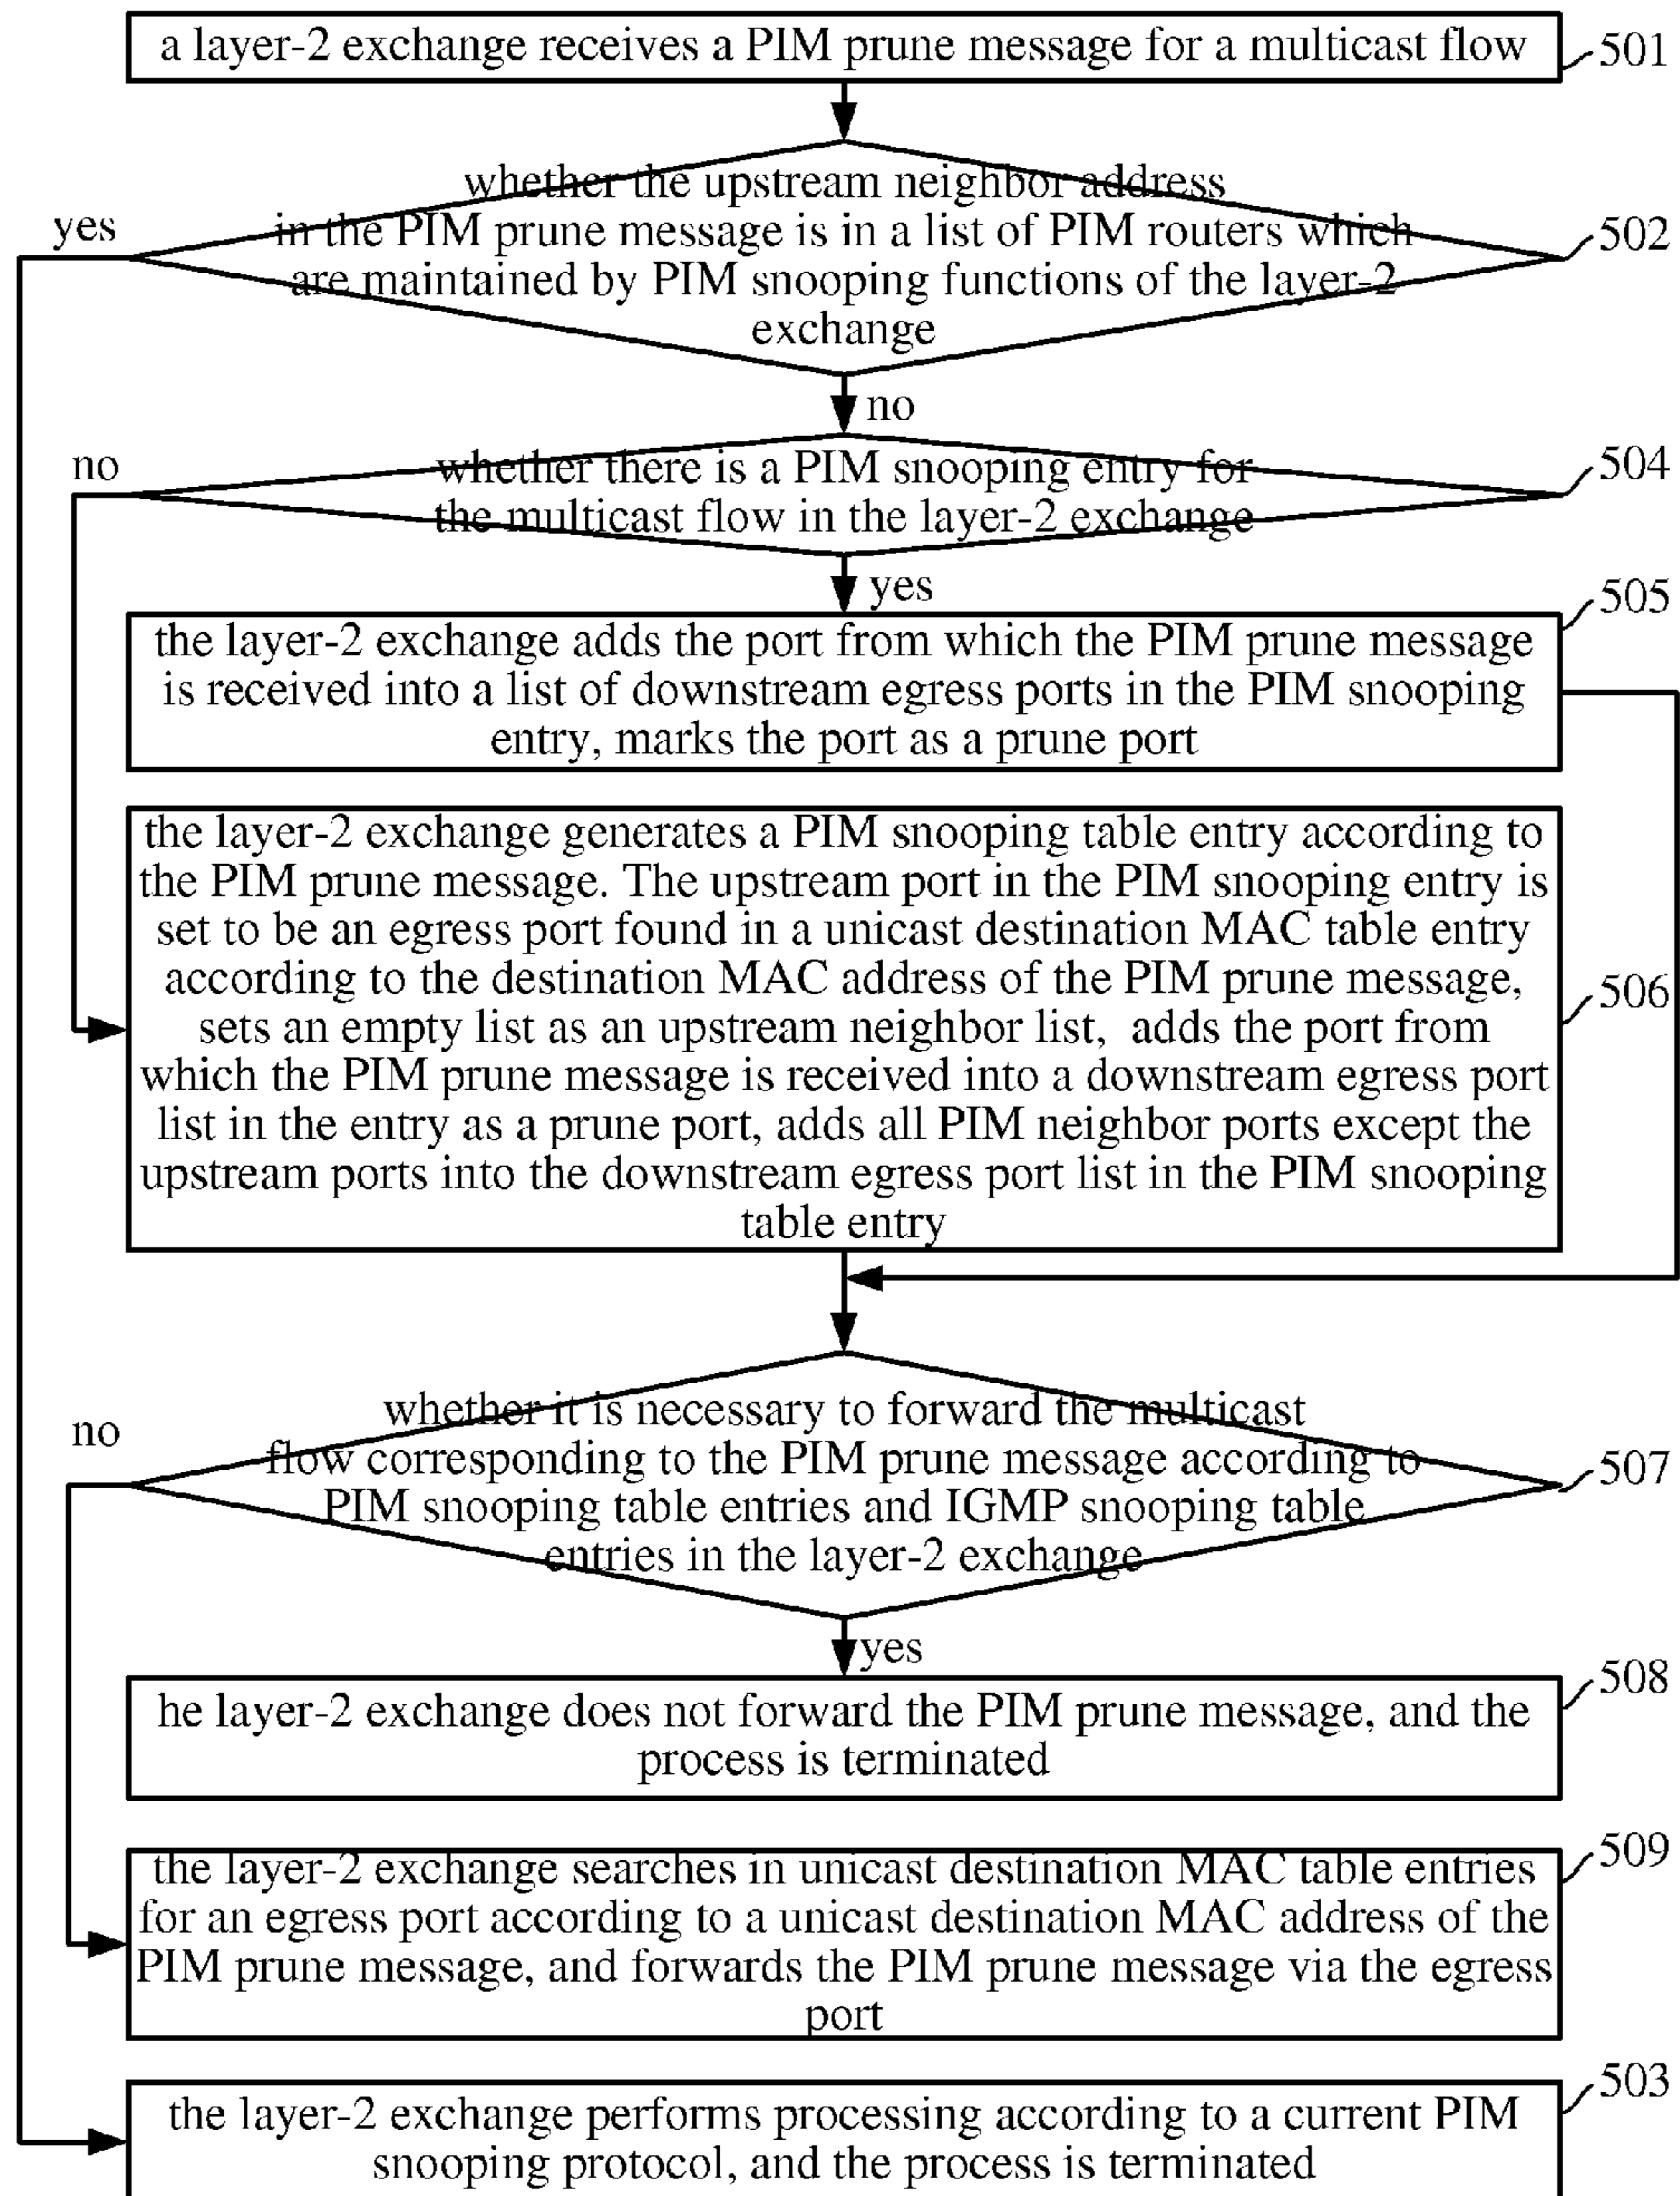 a layer-2 exchange receives a PIM prune message for a multicast flow
501
whether the upstream neighbor address
yes
in the PIM prune message is in a list of PIM routers which
502
are maintained by PIM snooping functions of the layer-2
exchange
no
no
whether there is a PIM snooping entry for
504
the multicast flow in the layer-2 exchange
yes
505
the layer-2 exchange adds the port from which the PIM prune message
is received into a list of downstream egress ports in the PIM snooping
entry, marks the port as a prune port
the layer-2 exchange generates a PIM snooping table entry according to
the PIM prune message. The upstream port in the PIM snooping entry is
set to be an egress port found in a unicast destination MAC table entry
according to the destination MAC address of the PIM prune message,
506
sets an empty list as an upstream neighbor list, adds the port from
which the PIM prune message is received into a downstream egress port
list in the entry as a prune port, adds all PIM neighbor ports except the
upstream ports into the downstream egress port list in the PIM snooping
table entry
whether it is necessary to forward the multicast
no
flow corresponding to the PIM prune message according to
507
PIM snooping table entries and IGMP snooping table
entries in the layer-2 exchange
yes
508
he layer-2 exchange does not forward the PIM prune message, and the
process is terminated
509
the layer-2 exchange searches in unicast destination MAC table entries
for an egress port according to a unicast destination MAC address of the
PIM prune message, and forwards the PIM prune message via the egress
port
503
the layer-2 exchange performs processing according to a current PIM
snooping protocol, and the process is terminated